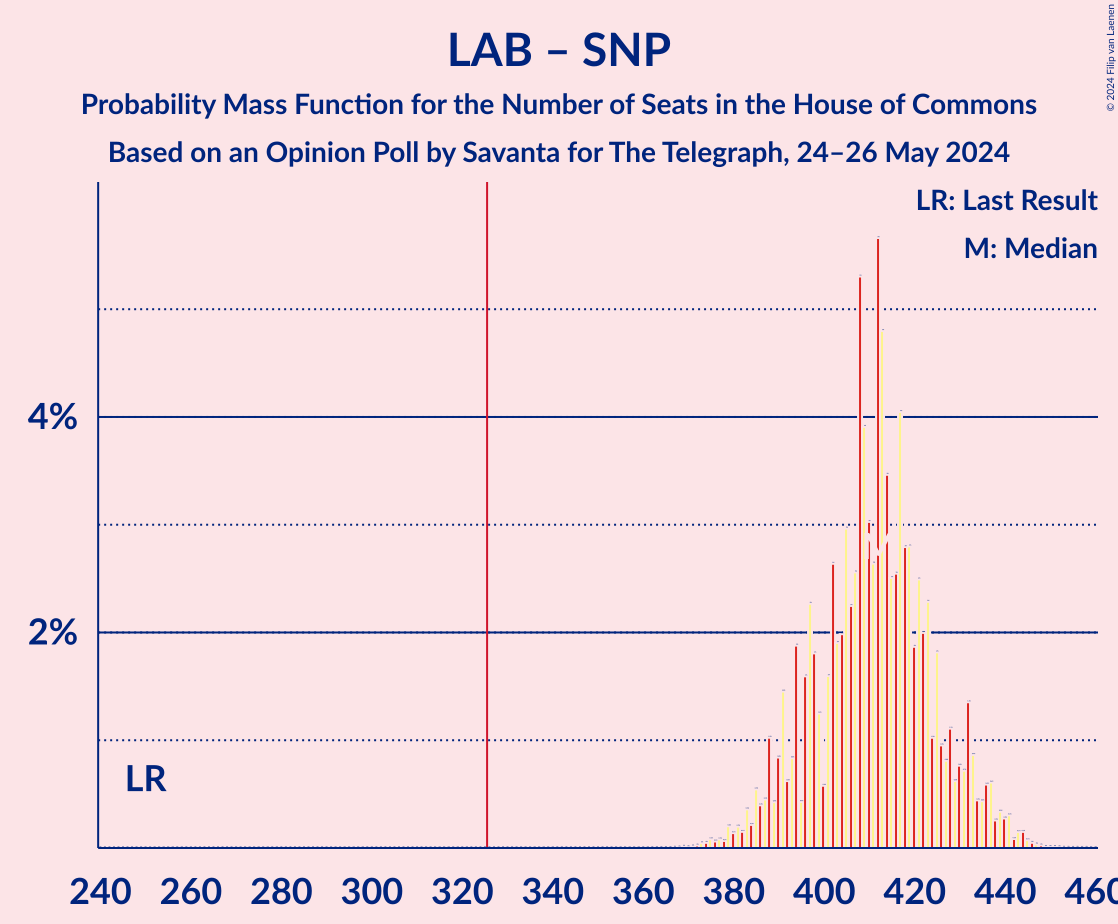 LAB – SNP
Probability Mass Function for the Number of Seats in the House of Commons
Based on an Opinion Poll by Savanta for The Telegraph, 24–26 May 2024
© 2024 Filip van Laenen
LR: Last Result
M: Median
4%
2%
LR
M
240 260 280 300 320 340 360 380 400 420 440 460